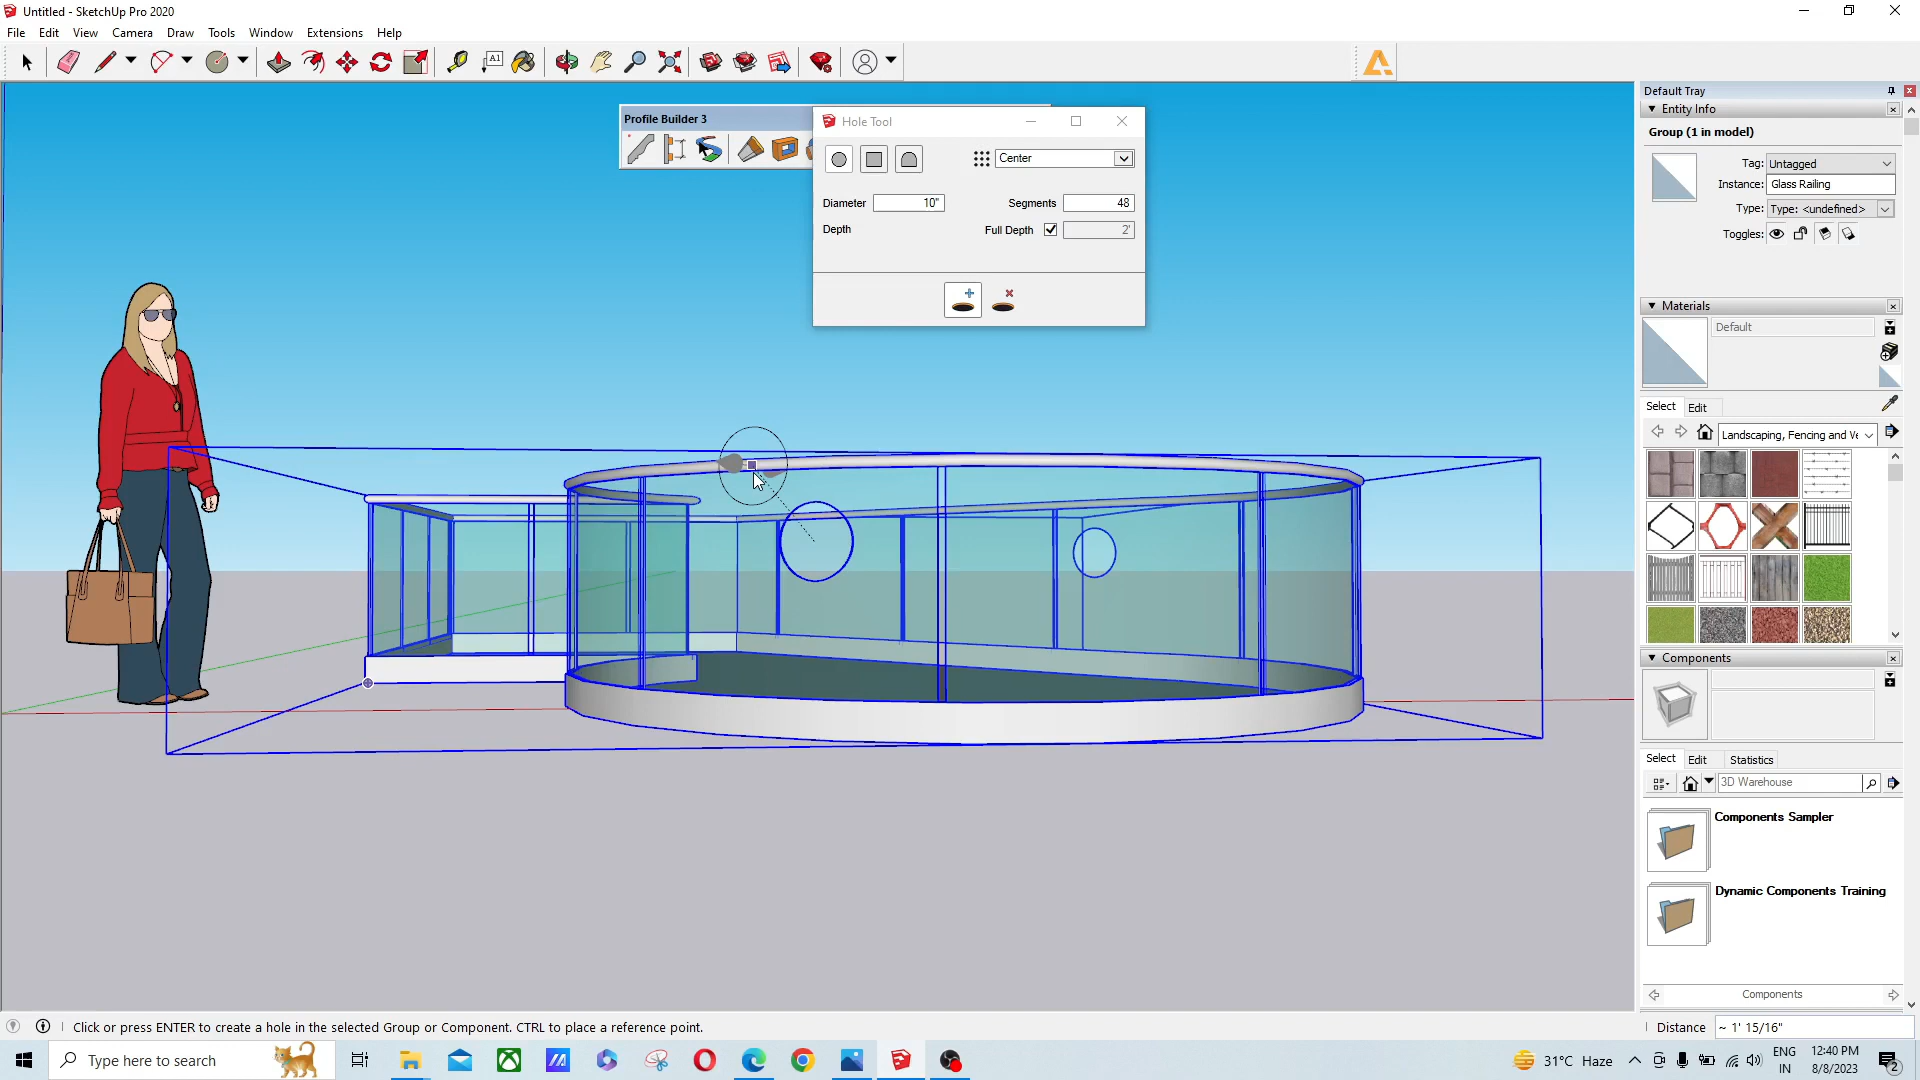 Untitled - SketchUp Pro 2020
File Edit View Camera Draw Tools Window Extensions Help
A1
Default Tray
Entity Info
Group (1 in model)
Tag: Untagged
Instance: Glass Railing
Type: Type: <undefined>
Toggles:
Profile Builder 3
Hole Tool
Center
Diameter 10" Segments 48
Depth Full Depth 2'
Materials
Default
Select Edit
Landscaping, Fencing and Ve
Components
Select Edit Statistics
3D Warehouse
Components Sampler
Dynamic Components Training
Components
Click or press ENTER to create a hole in the selected Group or Component. CTRL to place a reference point.
Distance ~ 1' 15/16"
Type here to search
31°C Haze
ENG
IN
12:40 PM
8/8/2023
2